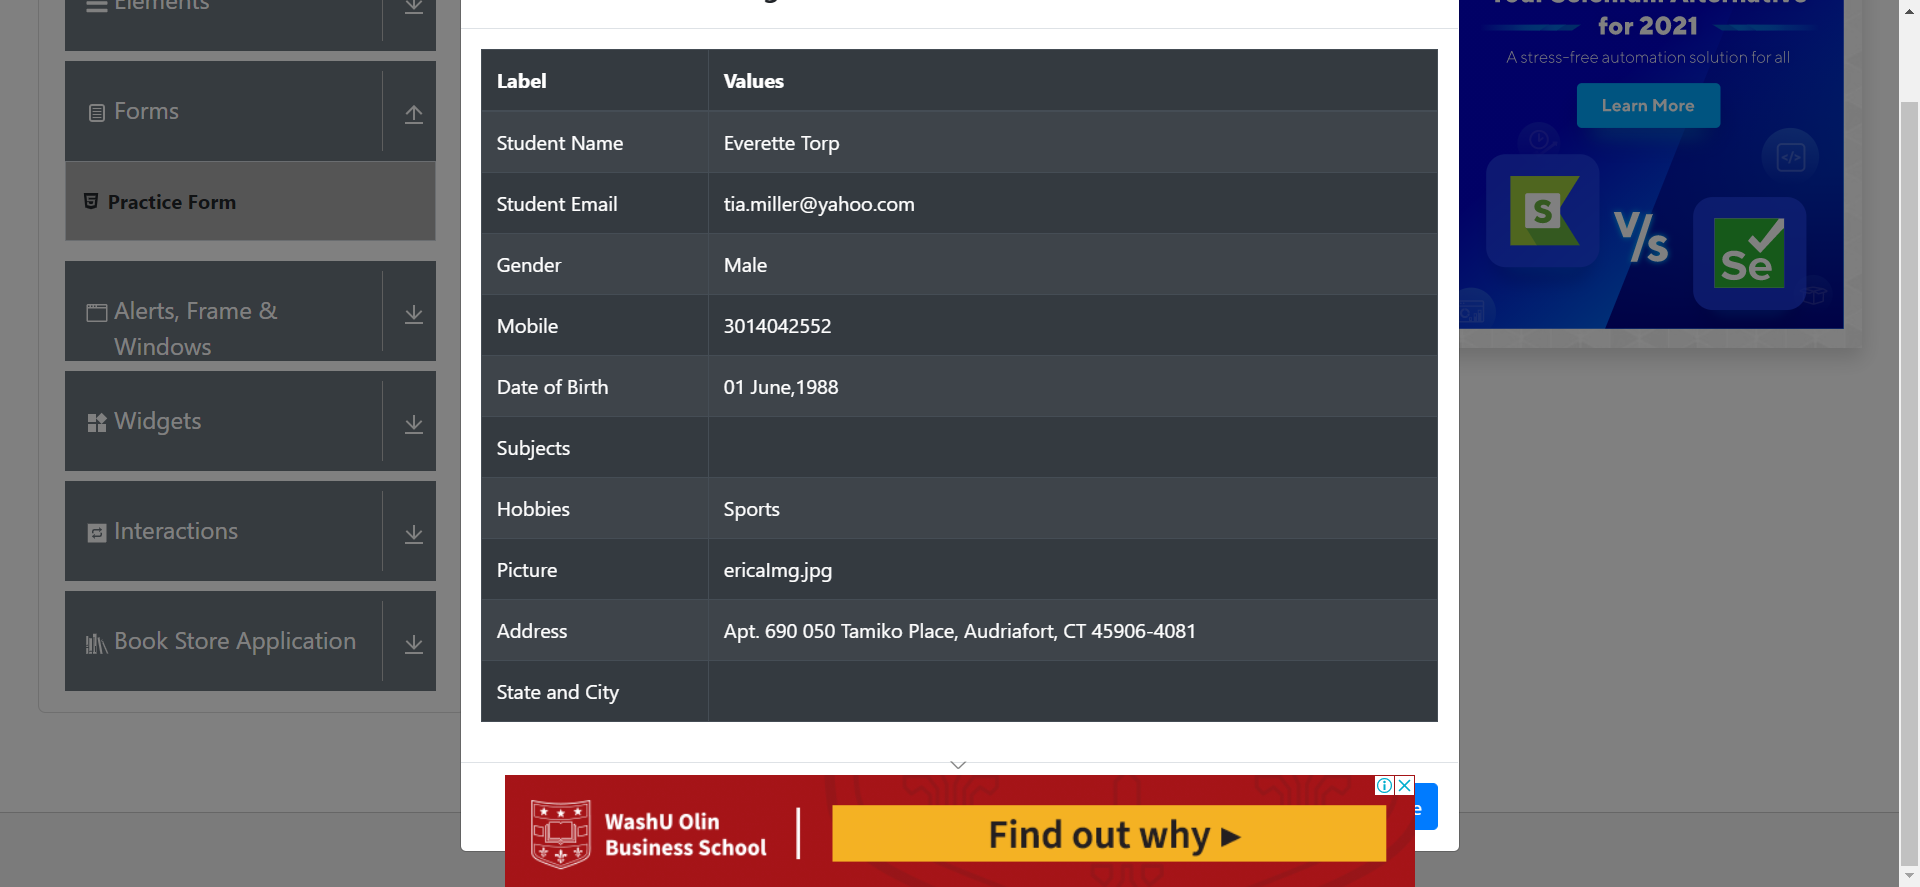 Elements
Forms
Practice Form
Alerts, Frame &
Windows
Widgets
Interactions
Book Store Application
Label Values
Student Name Everette Torp
Student Email tia.miller@yahoo.com
Gender Male
Mobile 3014042552
Date of Birth 01 June,1988
Subjects
Hobbies Sports
Picture ericaImg.jpg
Address Apt. 690 050 Tamiko Place, Audriafort, CT 45906-4081
State and City
for 2021
A stress-free automation solution for all
Learn More
S
V/s
Se
WashU Olin
Business School
Find out why ►
e